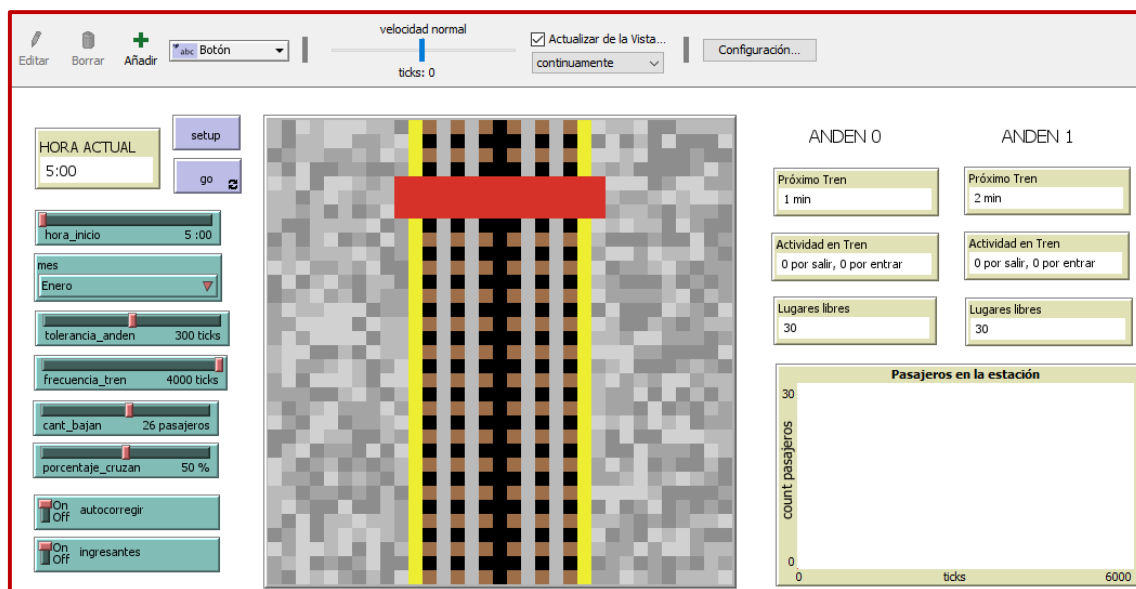 Editar
Borrar
Añadir
abc Botón
velocidad normal
ticks: 0
Actualizar de la Vista...
continuamente
Configuración...
HORA ACTUAL
5:00
setup
go
hora_inicio 5 :00
mes
Enero
tolerancia_anden 300 ticks
frecuencia_tren 4000 ticks
cant_bajan 26 pasajeros
porcentaje_cruzan 50 %
On
Off
autocorregir
On
Off
ingresantes
ANDEN 0
Próximo Tren
1 min
Actividad en Tren
0 por salir, 0 por entrar
Lugares libres
30
ANDEN 1
Próximo Tren
2 min
Actividad en Tren
0 por salir, 0 por entrar
Lugares libres
30
Pasajeros en la estación
30
count pasajeros
0
0
ticks
6000